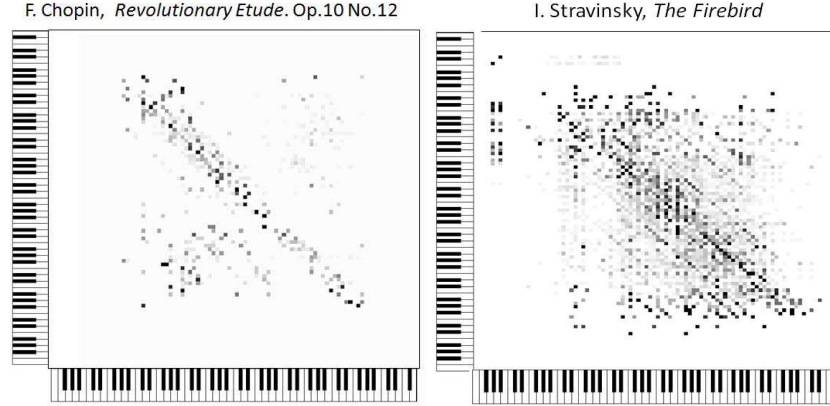 F. Chopin, Revolutionary Etude. Op.10 No.12
I. Stravinsky, The Firebird